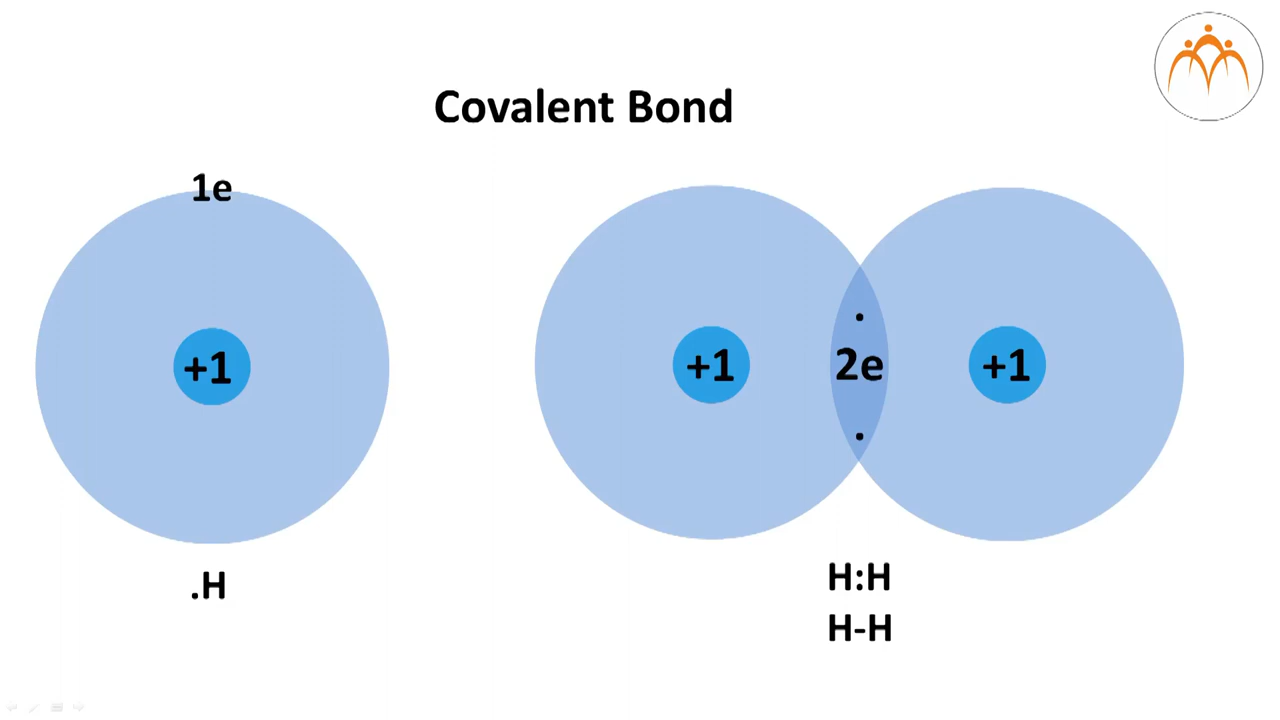 Covalent Bond
1e
+1
+1
.
2e
.
+1
.H
H:H
H-H